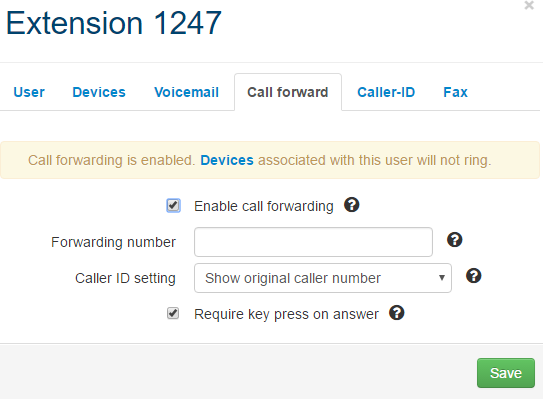 ×
Extension 1247
User Devices Voicemail Call forward Caller-ID Fax
Call forwarding is enabled. Devices associated with this user will not ring.
Enable call forwarding ?
Forwarding number ?
Caller ID setting Show original caller number ?
Require key press on answer ?
Save